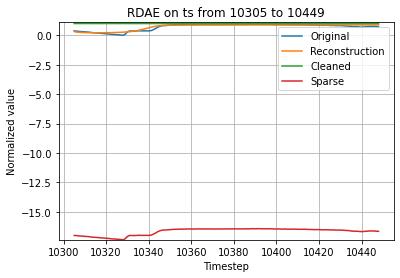 RDAE on ts from 10305 to 10449
Original
Reconstruction
Cleaned
Sparse
Normalized value
0.0
−2.5
−5.0
−7.5
−10.0
−12.5
−15.0
10300 10320 10340 10360 10380 10400 10420 10440
Timestep